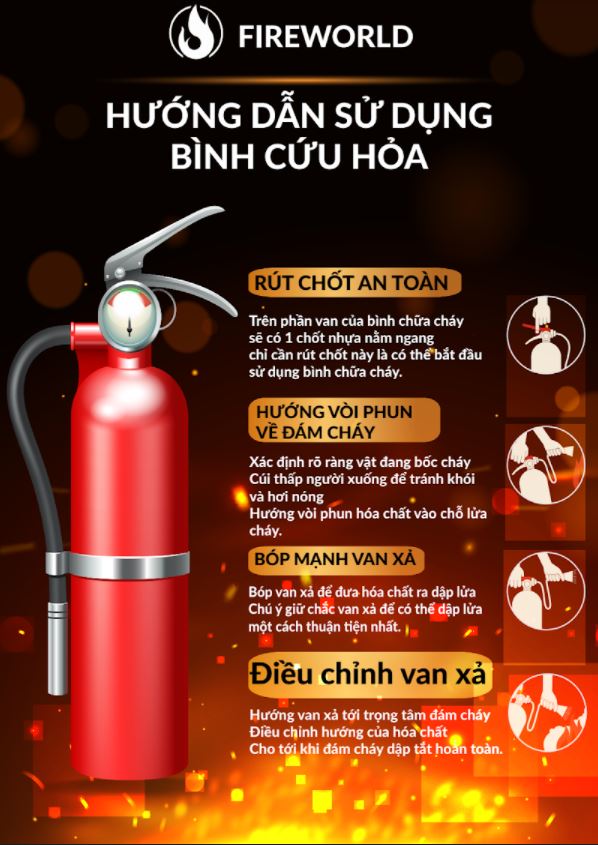 FIREWORLD
HƯỚNG DẪN SỬ DỤNG
BÌNH CỨU HỎA
RÚT CHỐT AN TOÀN
Trên phần van của bình chữa cháy
sẽ có 1 chốt nhựa nằm ngang
chỉ cần rút chốt này là có thể bắt đầu
sử dụng bình chữa cháy.
HƯỚNG VÒI PHUN
VỀ ĐÁM CHÁY
Xác định rõ ràng vật đang bốc cháy
Cúi thấp người xuống để tránh khói
và hơi nóng
Hướng vòi phun hóa chất vào chỗ lửa
cháy.
BÓP MẠNH VAN XẢ
Bóp van xả để đưa hóa chất ra dập lửa
Chú ý giữ chắc van xả để có thể dập lửa
một cách thuận tiện nhất.
Điều chỉnh van xả
Hướng van xả tới trọng tâm đám cháy
Điều chỉnh hướng của hóa chất
Cho tới khi đám cháy dập tắt hoàn toàn.